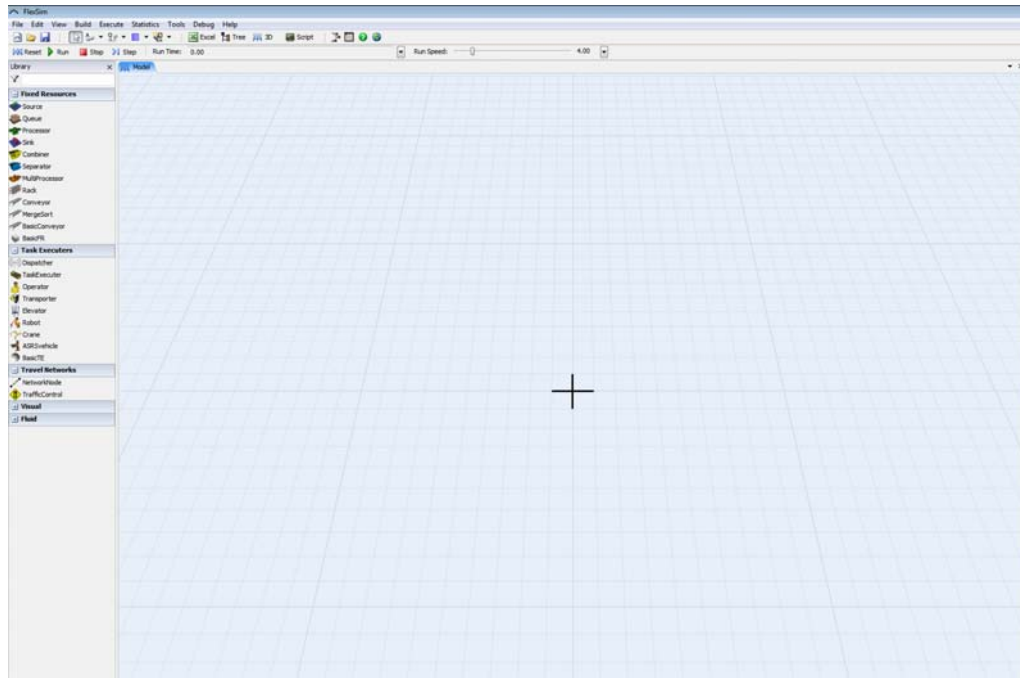 FlexSim
File Edit View Build Execute Statistics Tools Debug Help
Excel Tree 3D Script
Reset Run Stop Step Run Time: 0.00 Run Speed: 4.00
Library Model
Fixed Resources
Source
Queue
Processor
Sink
Combiner
Separator
MultiProcessor
Rack
Conveyor
MergeSort
BasicConveyor
BasicFR
Task Executers
Dispatcher
TaskExecuter
Operator
Transporter
Elevator
Robot
Crane
ASRSvehicle
BasicTE
Travel Networks
NetworkNode
TrafficControl
Visual
Fluid